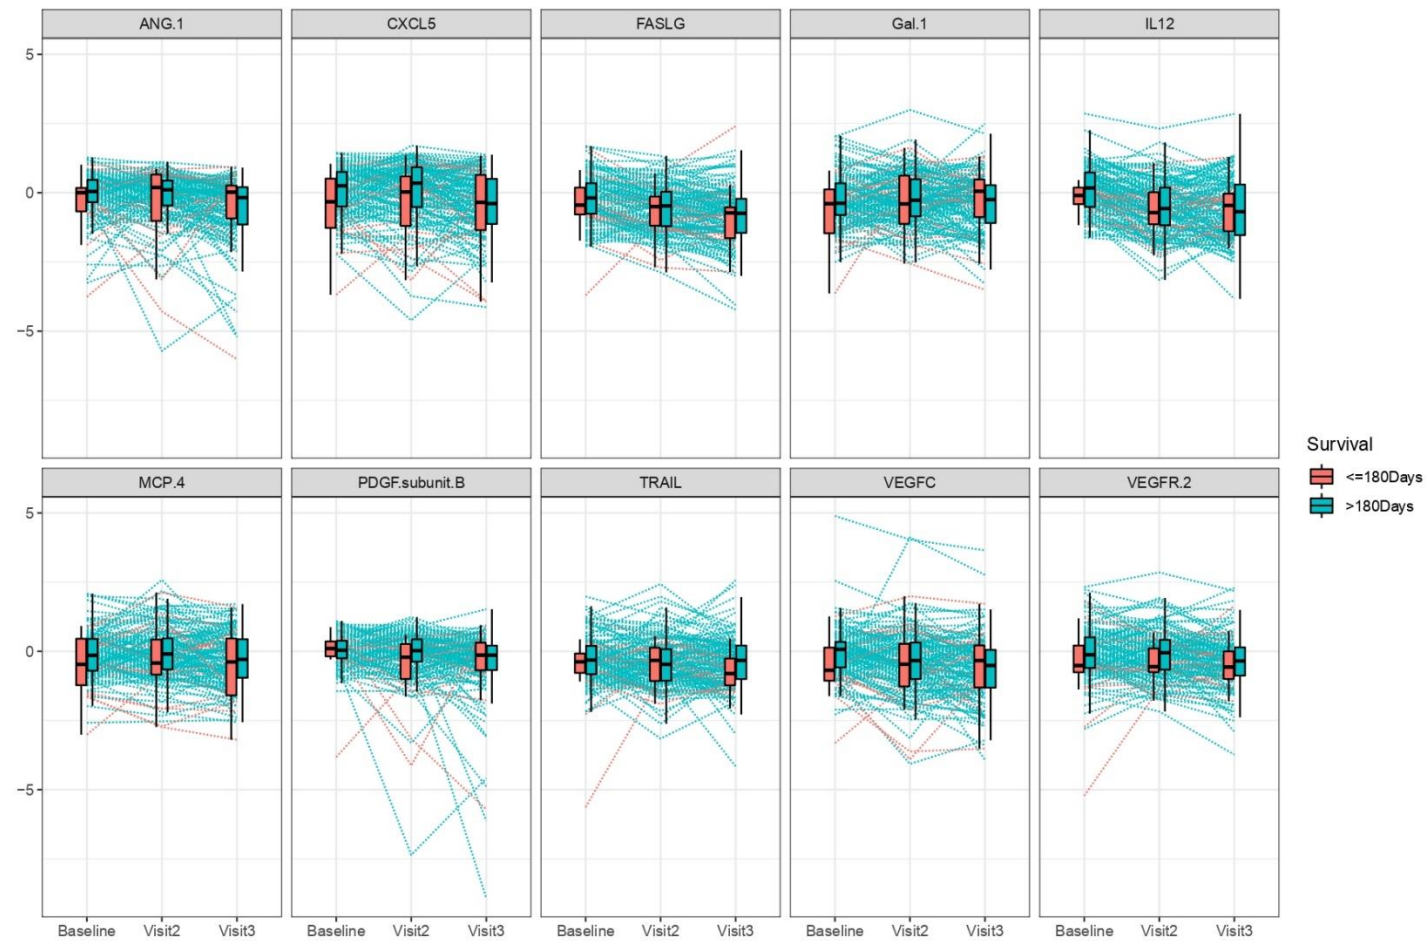 ANG.1 CXCL5 FASLG Gal.1 IL12
5
0
−5
MCP.4 PDGF.subunit.B TRAIL VEGFC VEGFR.2
5
0
−5
Baseline Visit2 Visit3 Baseline Visit2 Visit3 Baseline Visit2 Visit3 Baseline Visit2 Visit3 Baseline Visit2 Visit3
Survival
<=180Days
>180Days